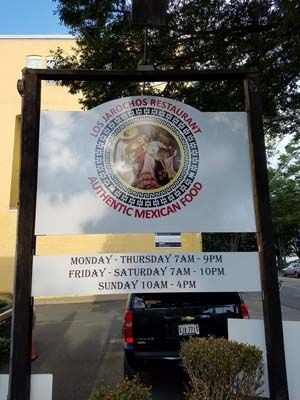 LOS JAROCHOS RESTAURANT
AUTHENTIC MEXICAN FOOD
MONDAY - THURSDAY 7AM - 9PM
FRIDAY - SATURDAY 7AM - 10PM
SUNDAY 10AM - 4PM